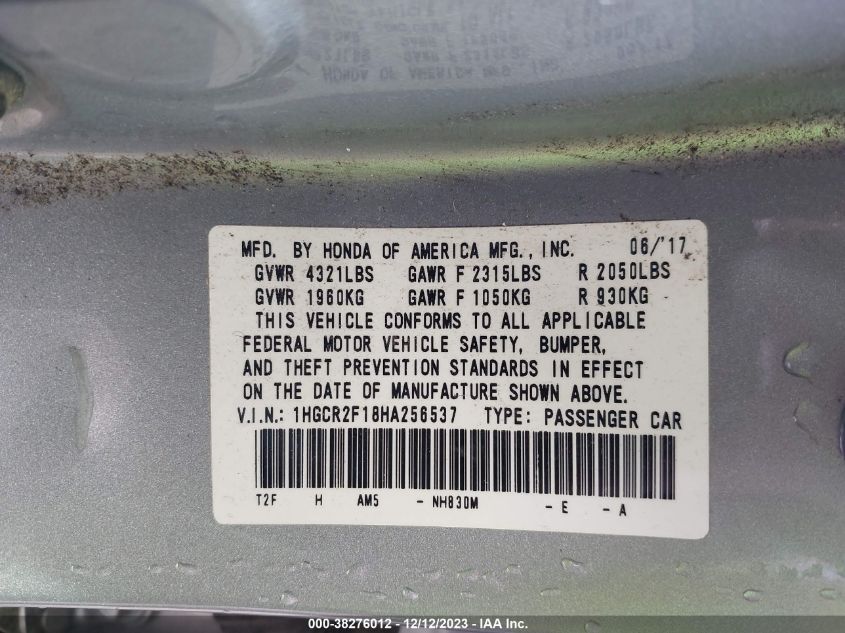 MFD. BY HONDA OF AMERICA MFG., INC. 06/'17
GVWR 4321LBS GAWR F 2315LBS R 2050LBS
GVWR 1960KG GAWR F 1050KG R 930KG
THIS VEHICLE CONFORMS TO ALL APPLICABLE
FEDERAL MOTOR VEHICLE SAFETY, BUMPER,
AND THEFT PREVENTION STANDARDS IN EFFECT
ON THE DATE OF MANUFACTURE SHOWN ABOVE.
V.I.N.: 1HGCR2F18HA256537 TYPE: PASSENGER CAR
T2F H AM5 - NH830M - E - A
000-38276012 - 12/12/2023 - IAA Inc.